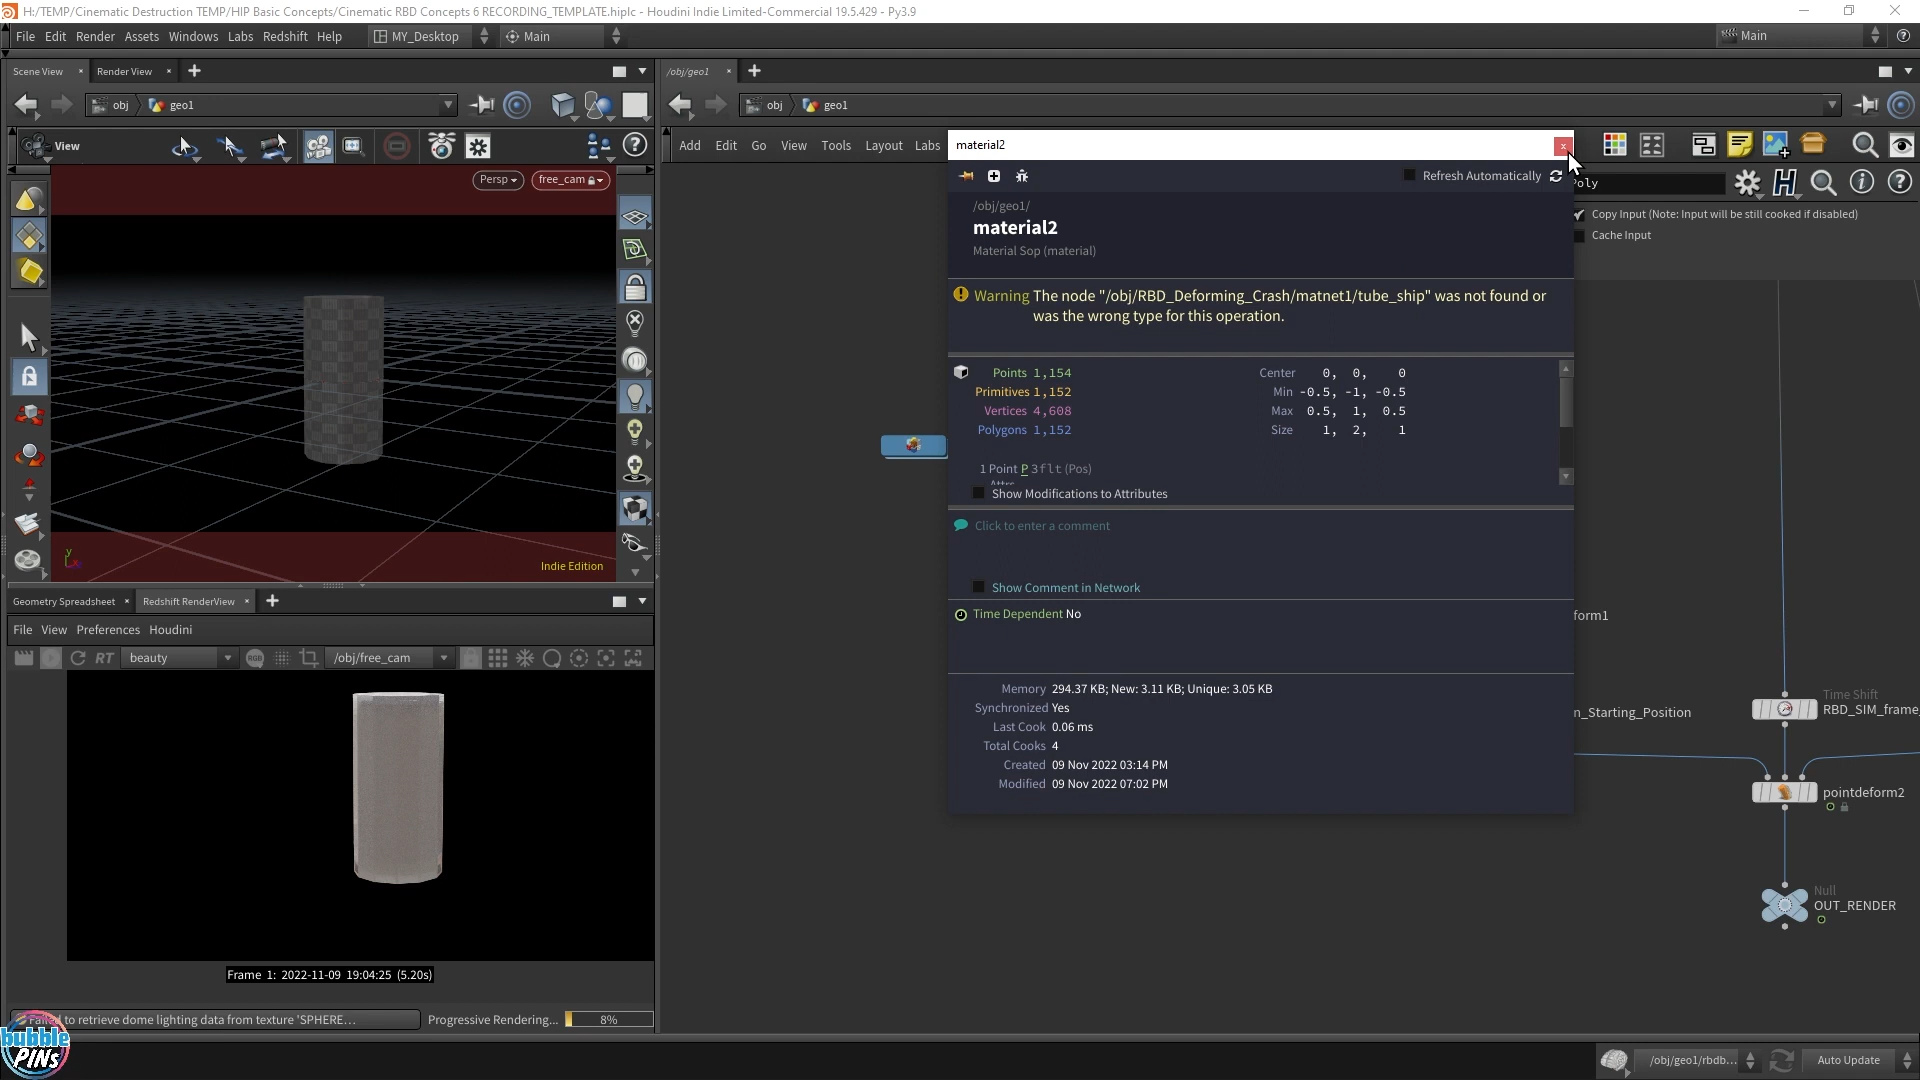 H:/TEMP/Cinematic Destruction TEMP/HIP Basic Concepts/Cinematic RBD Concepts 6 RECORDING_TEMPLATE.hiplc - Houdini Indie Limited-Commercial 19.5.429 - Py3.9
File Edit Render Assets Windows Labs Redshift Help MY_Desktop Main Main
Scene View Render View
/obj/geo1
obj geo1
obj geo1
View
Add Edit Go View Tools Layout Labs
Persp free_cam
Indie Edition
material2
Refresh Automatically
/obj/geo1/
material2
Material Sop (material)
Warning The node "/obj/RBD_Deforming_Crash/matnet1/tube_ship" was not found or
was the wrong type for this operation.
Points 1,154 Center 0, 0, 0
Primitives 1,152 Min -0.5, -1, -0.5
Vertices 4,608 Max 0.5, 1, 0.5
Polygons 1,152 Size 1, 2, 1
1 Point P 3flt (Pos)
Show Modifications to Attributes
Click to enter a comment
Show Comment in Network
Time Dependent No
Memory 294.37 KB; New: 3.11 KB; Unique: 3.05 KB
Synchronized Yes
Last Cook 0.06 ms
Total Cooks 4
Created 09 Nov 2022 03:14 PM
Modified 09 Nov 2022 07:02 PM
Poly
Copy Input (Note: Input will be still cooked if disabled)
Cache Input
form1
n_Starting_Position
Time Shift
RBD_SIM_frame_
pointdeform2
Null
OUT_RENDER
Geometry Spreadsheet Redshift RenderView
File View Preferences Houdini
RT beauty /obj/free_cam
Frame 1: 2022-11-09 19:04:25 (5.20s)
Failed to retrieve dome lighting data from texture 'SPHERE... Progressive Rendering... 8%
bubble
PINS
/obj/geo1/rbdb... Auto Update